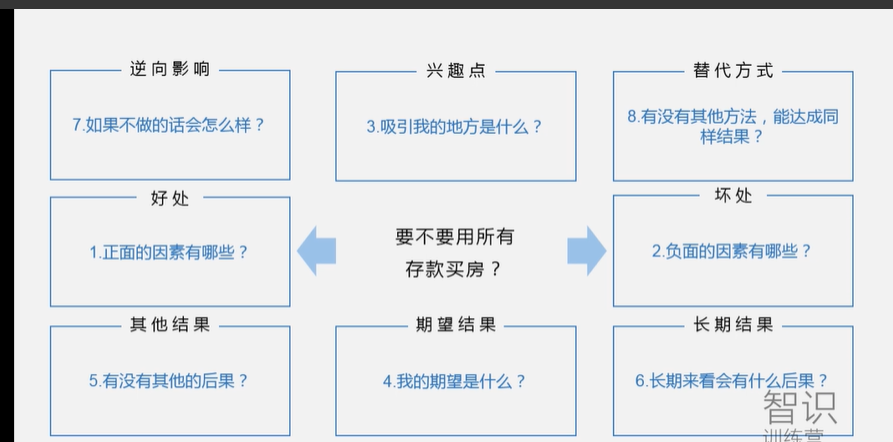 逆向影响
兴趣点
替代方式
7.如果不做的话会怎么样？
3.吸引我的地方是什么？
8.有没有其他方法，能达成同
样结果？
好处
坏处
1.正面的因素有哪些？
要不要用所有
存款买房？
2.负面的因素有哪些？
其他结果
期望结果
长期结果
5.有没有其他的后果？
4.我的期望是什么？
6.长期来看会有什么后果？
智识
训练营